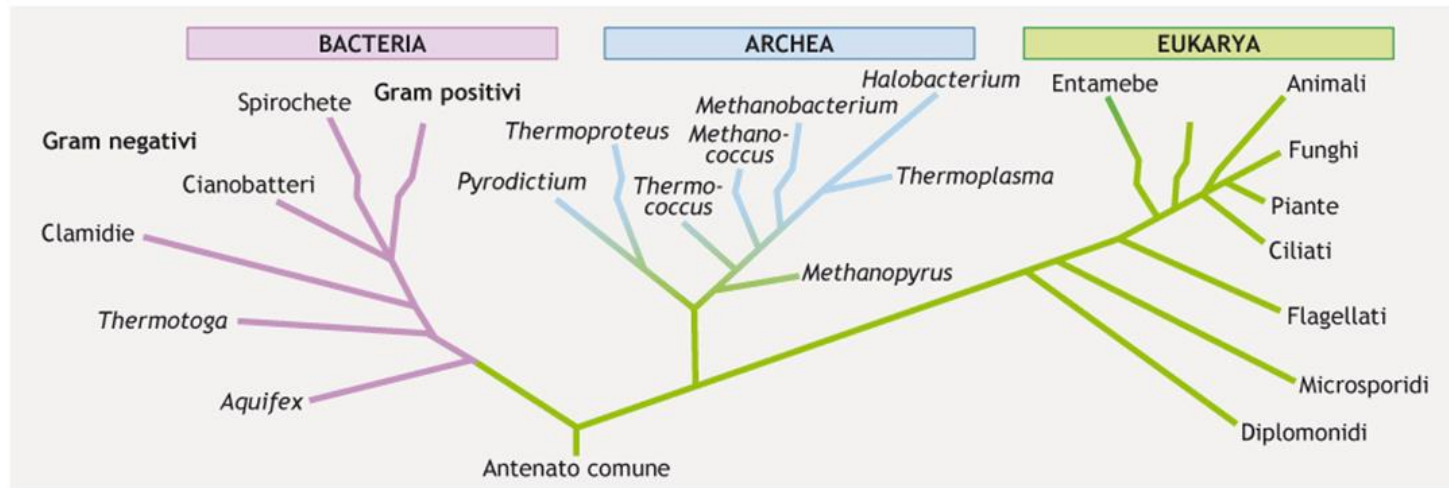 BACTERIA
ARCHEA
EUKARYA
Spirochete
Gram positivi
Gram negativi
Cianobatteri
Clamidie
Thermotoga
Aquifex
Halobacterium
Methanobacterium
Thermoproteus
Methano-
coccus
Pyrodictium
Thermo-
coccus
Thermoplasma
Methanopyrus
Entamebe
Animali
Funghi
Piante
Ciliati
Flagellati
Microsporidi
Diplomonidi
Antenato comune